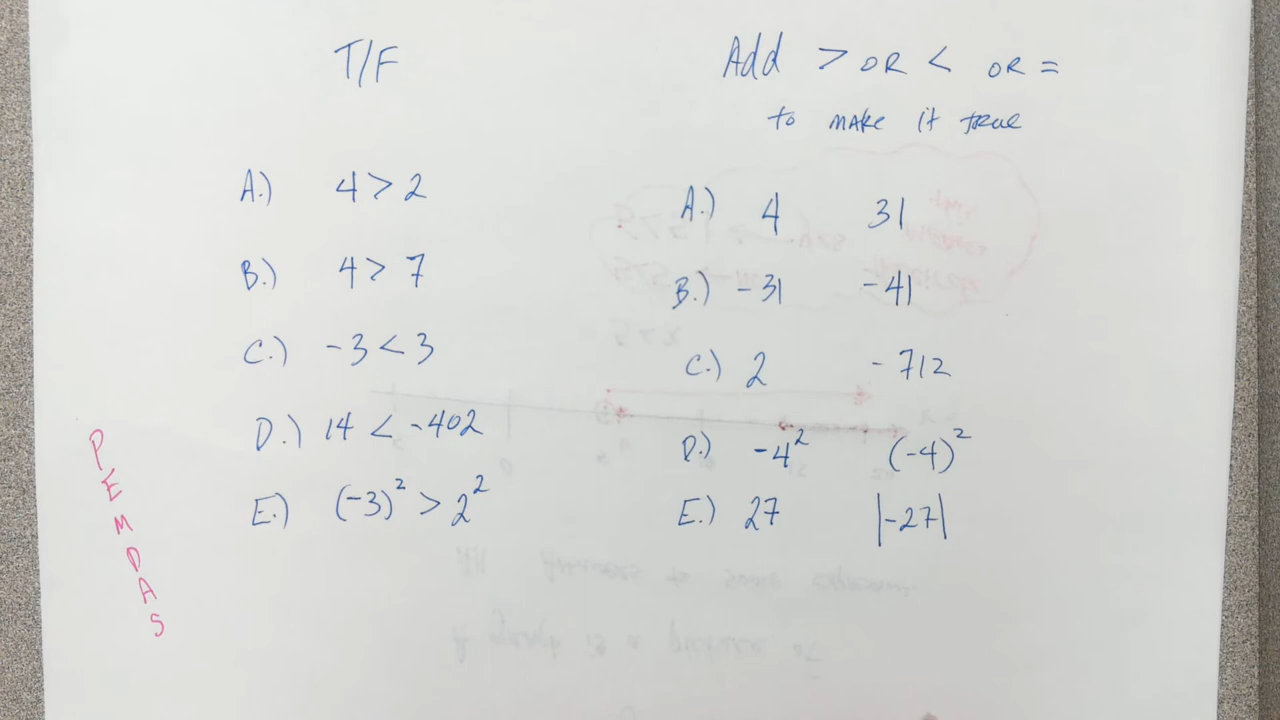 T/F
A.) 4 > 2
B.) 4 > 7
C.) -3 < 3
D.) 14 < -402
E.) (-3)² > 2²
Add > OR < OR =
to make it true
A.) 4 31
B.) -31 -41
C.) 2 -712
D.) -4² (-4)²
E.) 27 |-27|
PEMDAS